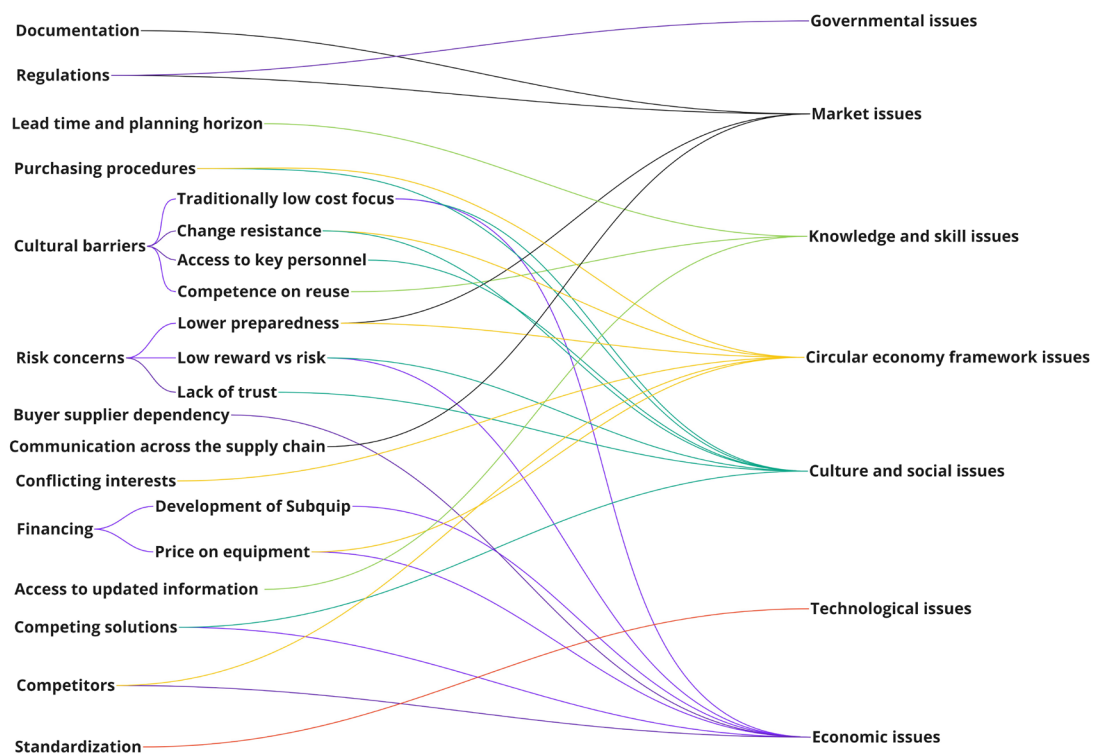 Documentation
Regulations
Lead time and planning horizon
Purchasing procedures
Cultural barriers
Traditionally low cost focus
Change resistance
Access to key personnel
Competence on reuse
Risk concerns
Lower preparedness
Low reward vs risk
Lack of trust
Buyer supplier dependency
Communication across the supply chain
Conflicting interests
Financing
Development of Subquip
Price on equipment
Access to updated information
Competing solutions
Competitors
Standardization
Governmental issues
Market issues
Knowledge and skill issues
Circular economy framework issues
Culture and social issues
Technological issues
Economic issues